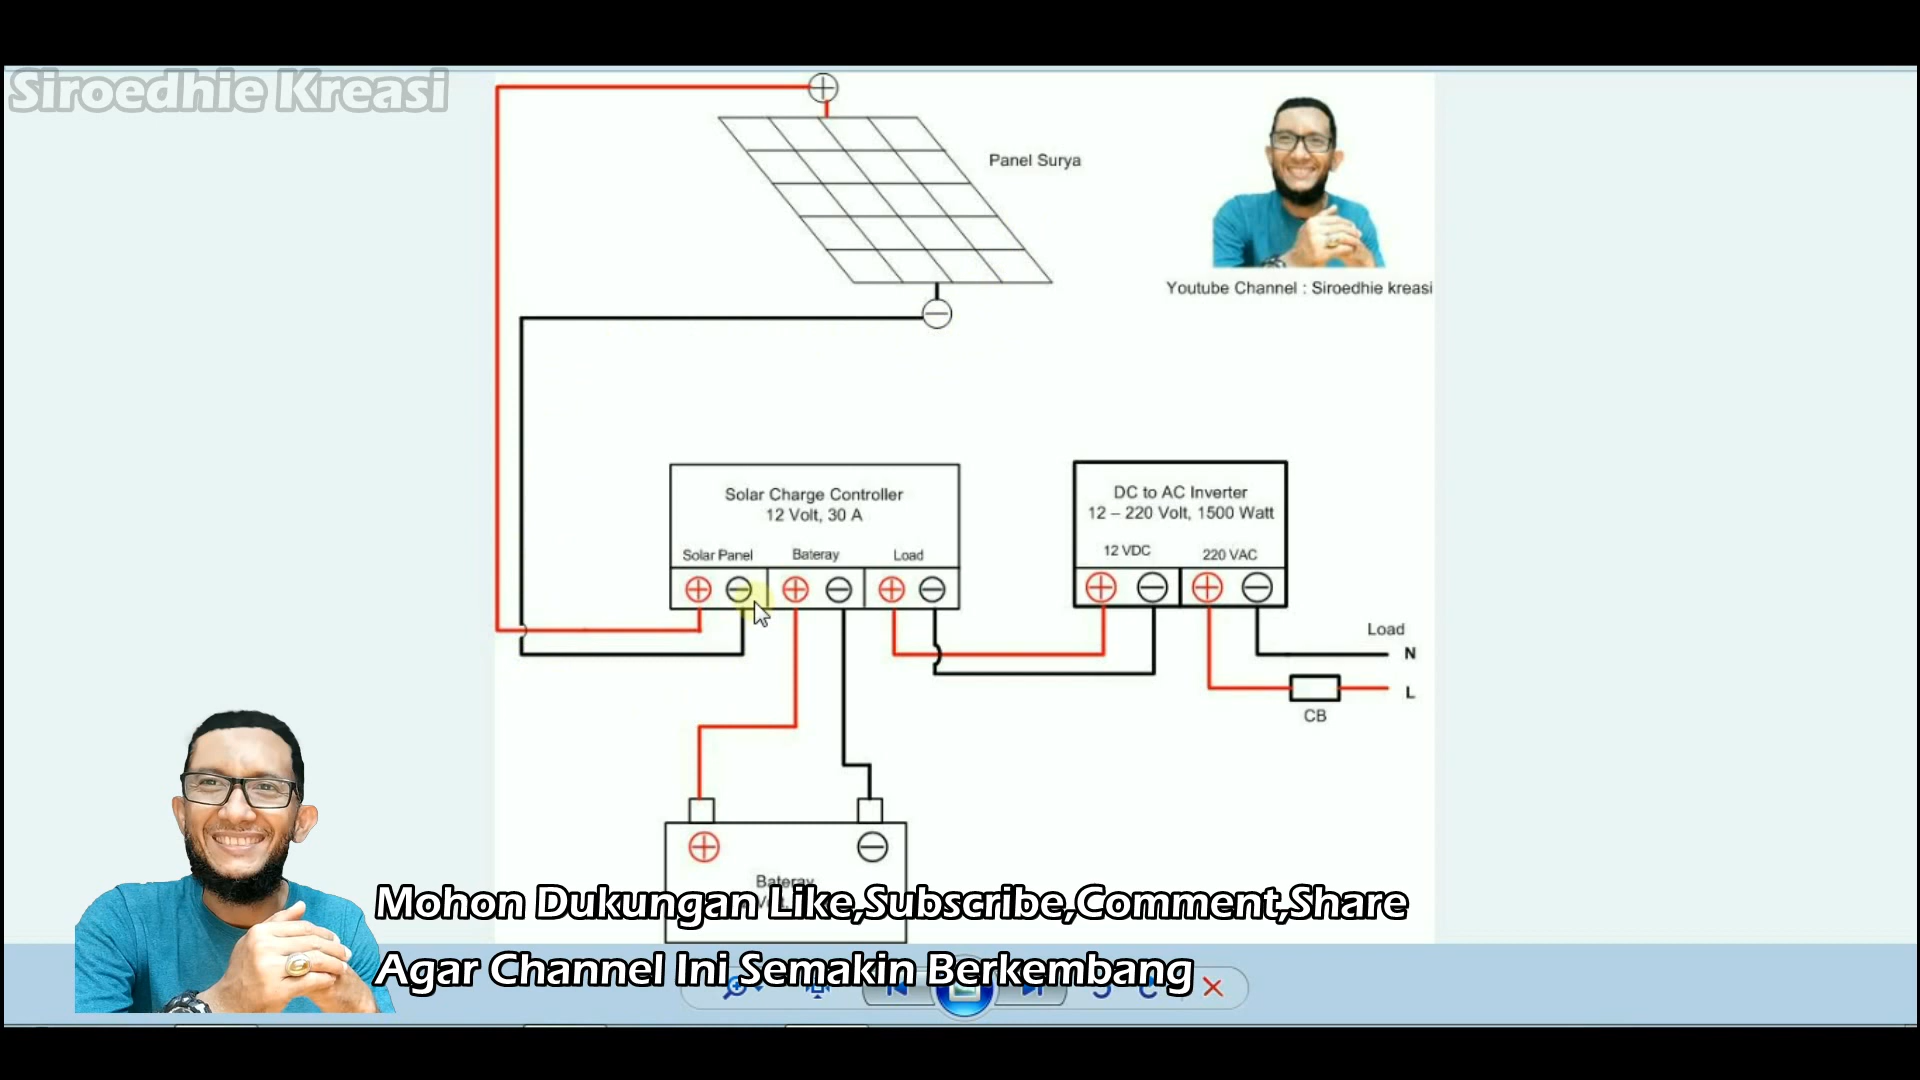 Siroedhie Kreasi
Panel Surya
Youtube Channel : Siroedhie kreasi
Solar Charge Controller
12 Volt, 30 A
Solar Panel Bateray Load
DC to AC Inverter
12 – 220 Volt, 1500 Watt
12 VDC 220 VAC
Load
N
L
CB
Bateray
Mohon Dukungan Like,Subscribe,Comment,Share
Agar Channel Ini Semakin Berkembang